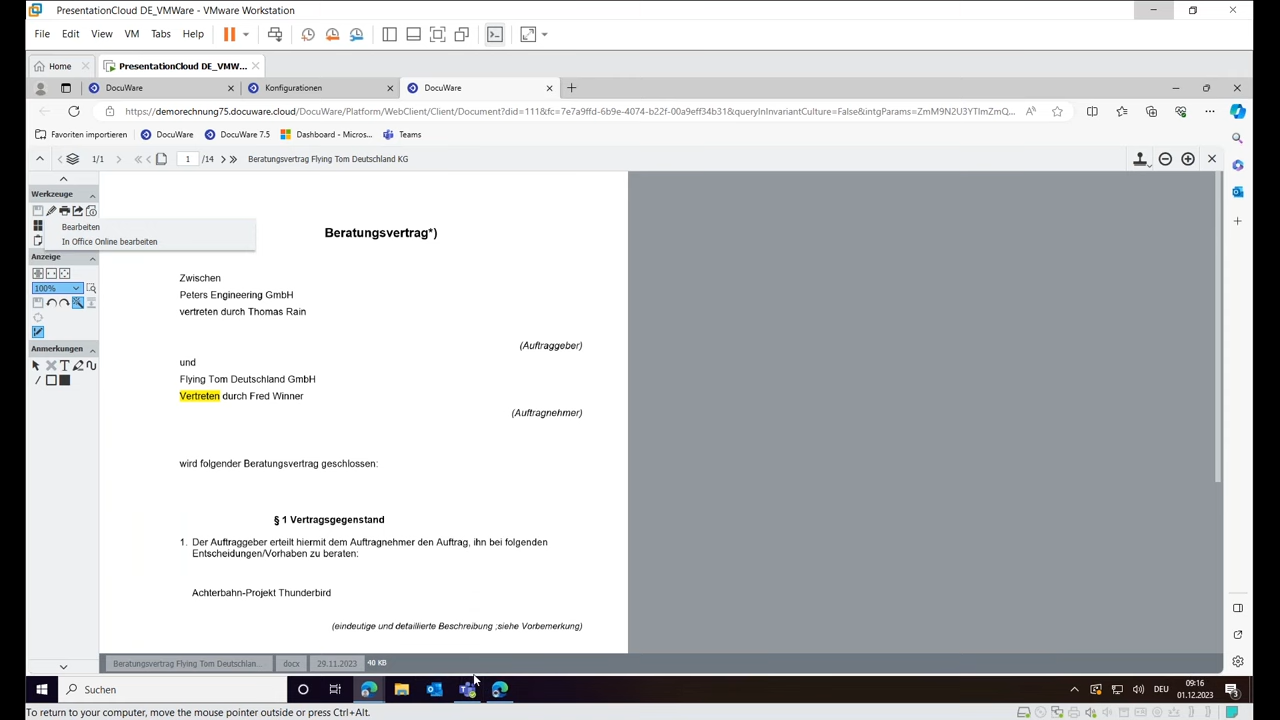 PresentationCloud DE_VMWare - VMware Workstation
File Edit View VM Tabs Help
Home PresentationCloud DE_VMW...
DocuWare Konfigurationen DocuWare
https://demorechnung75.docuware.cloud/DocuWare/Platform/WebClient/Client/Document?did=111&fc=7e7a9ffd-6b9e-4074-b22f-00a9eff34b31&queryInInvariantCulture=False&intgParams=ZmM9N2U3YTlmZmQ...
Favoriten importieren DocuWare DocuWare 7.5 Dashboard - Micros... Teams
1/1 1 /14 Beratungsvertrag Flying Tom Deutschland KG
Werkzeuge
Bearbeiten
In Office Online bearbeiten
Anzeige
100%
Anmerkungen
Beratungsvertrag*)
Zwischen
Peters Engineering GmbH
vertreten durch Thomas Rain
(Auftraggeber)
und
Flying Tom Deutschland GmbH
Vertreten durch Fred Winner
(Auftragnehmer)
wird folgender Beratungsvertrag geschlossen:
§ 1 Vertragsgegenstand
1. Der Auftraggeber erteilt hiermit dem Auftragnehmer den Auftrag, ihn bei folgenden
Entscheidungen/Vorhaben zu beraten:
Achterbahn-Projekt Thunderbird
(eindeutige und detaillierte Beschreibung ;siehe Vorbemerkung)
Beratungsvertrag Flying Tom Deutschlan... docx 29.11.2023 40 KB
Suchen DEU 09:16
01.12.2023
To return to your computer, move the mouse pointer outside or press Ctrl+Alt.